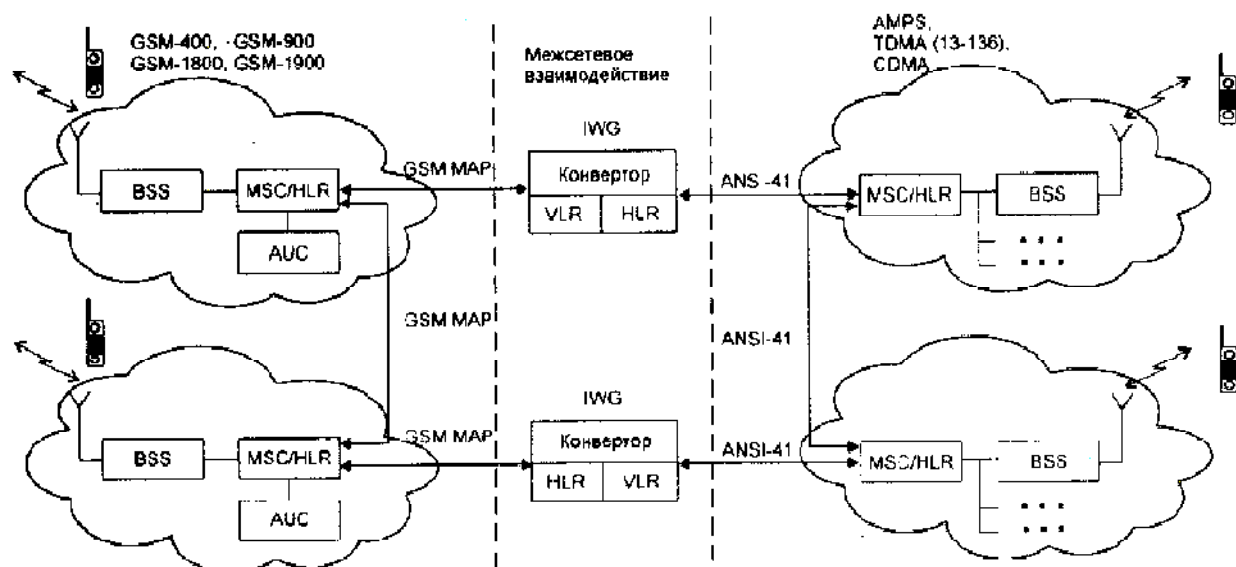 GSM-400, GSM-900
GSM-1800, GSM-1900
Межсетевое
взаимодействие
AMPS,
TDMA (13-136),
CDMA
IWG
GSM MAP
Конвертор
VLR HLR
ANS -41
BSS
MSC/HLR
AUC
MSC/HLR
BSS
GSM MAP
ANSI-41
IWG
GSM MAP
Конвертор
HLR VLR
ANSI-41
BSS
MSC/HLR
AUC
MSC/HLR
BSS